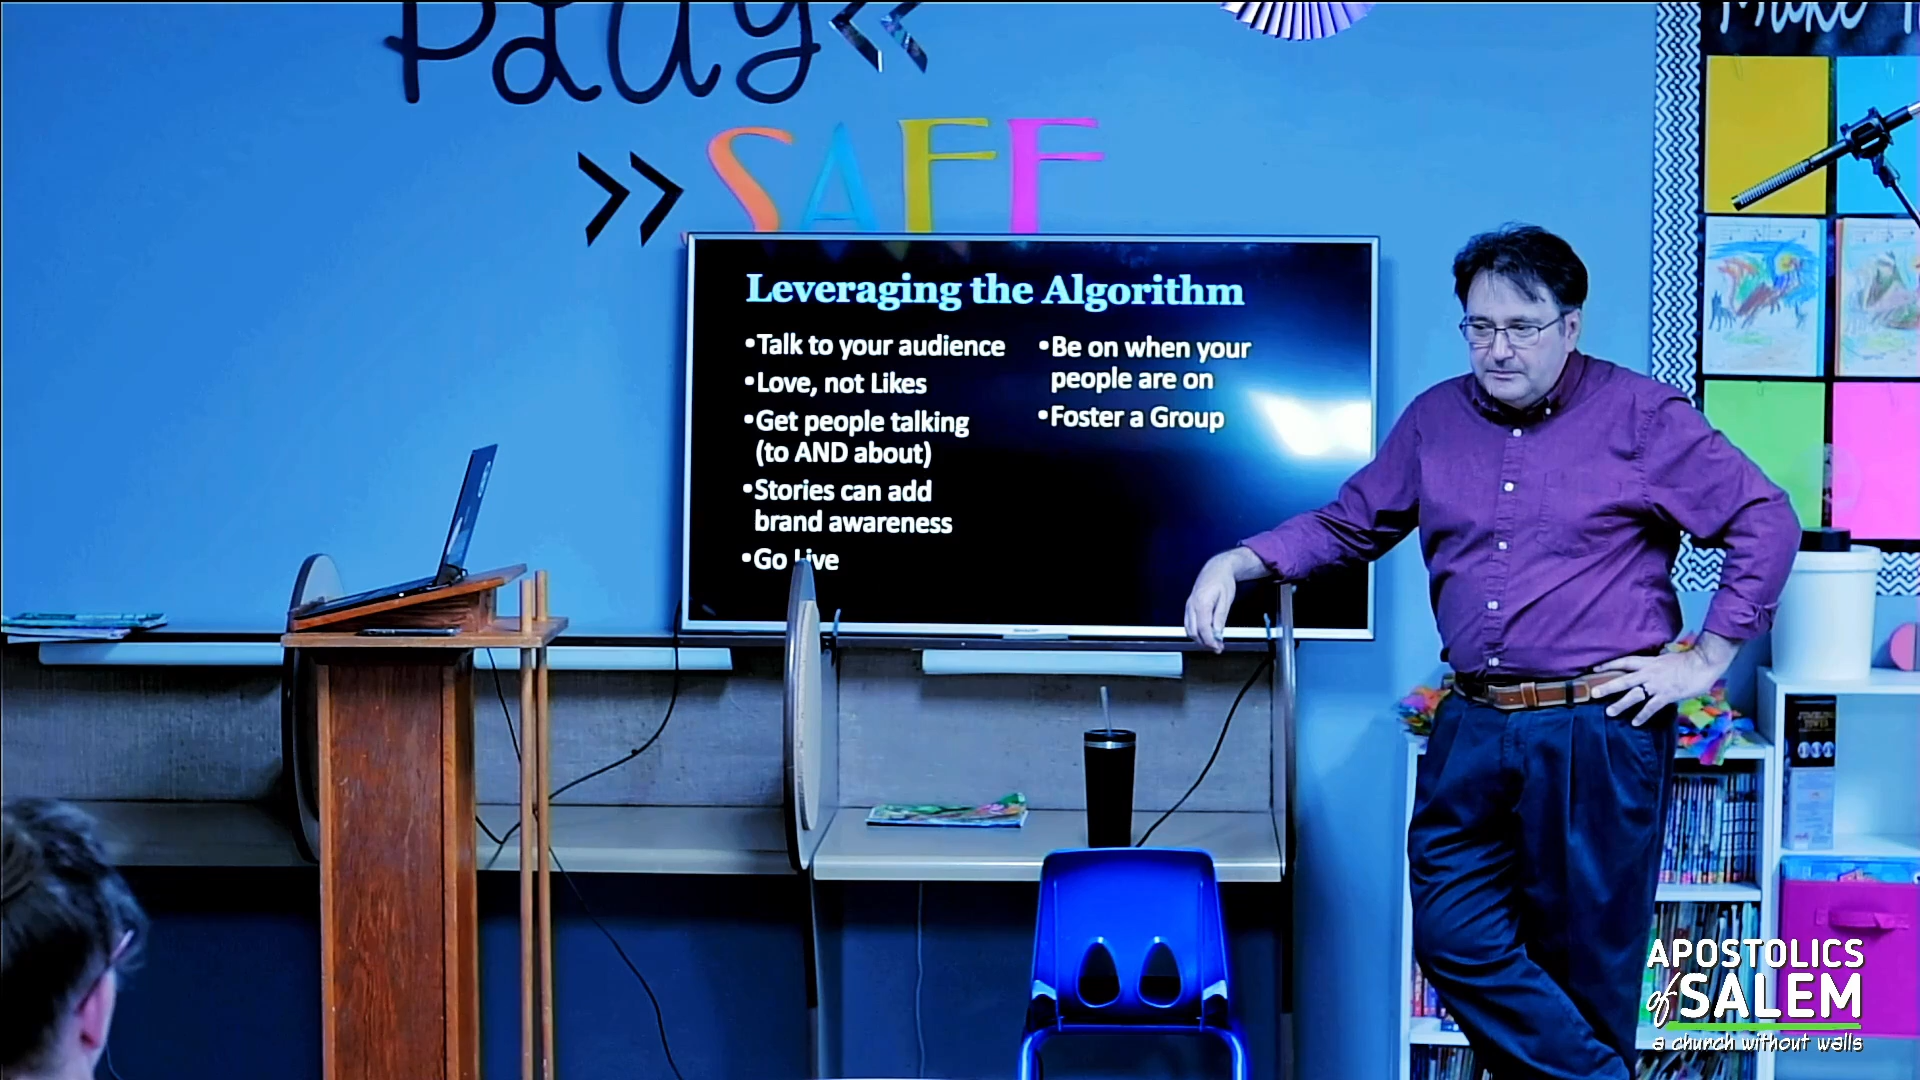 Play
SAFE
Make
Leveraging the Algorithm
•Talk to your audience
•Love, not Likes
•Get people talking
(to AND about)
•Stories can add
brand awareness
•Go Live
•Be on when your
people are on
•Foster a Group
APOSTOLICS
of SALEM
a church without walls